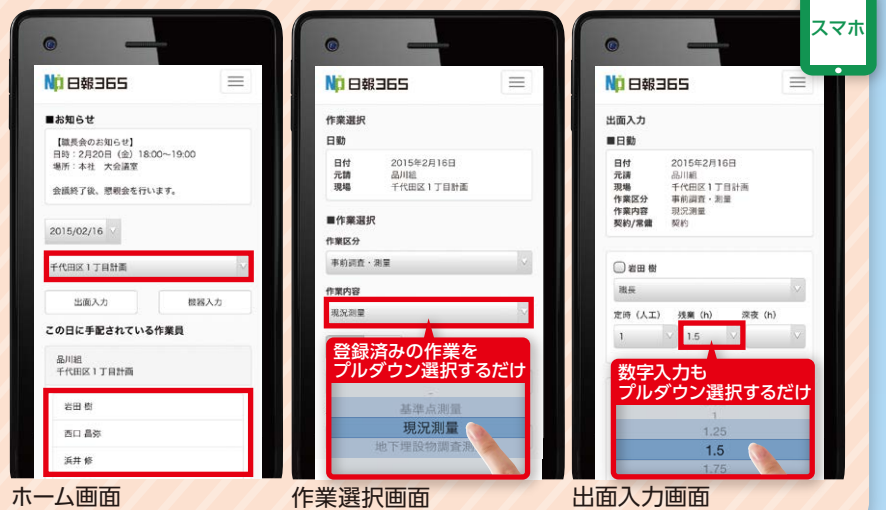 スマホ
Np 日報365
■お知らせ
【職長会のお知らせ】
日時：2月20日（金）18:00～19:00
場所：本社 大会議室
会議終了後、懇親会を行います。
2015/02/16
千代田区１丁目計画
出面入力
機器入力
この日に手配されている作業員
品川組
千代田区１丁目計画
岩田 樹
西口 昌弥
浜井 修
ホーム画面
Np 日報365
作業選択
日勤
日付 2015年2月16日
元請 品川組
現場 千代田区１丁目計画
■作業選択
作業区分
事前調査・測量
作業内容
現況測量
登録済みの作業を
プルダウン選択するだけ
-
基準点測量
現況測量
地下埋設物調査測
作業選択画面
Np 日報365
出面入力
■日勤
日付 2015年2月16日
元請 品川組
現場 千代田区１丁目計画
作業区分 事前調査・測量
作業内容 現況測量
契約/常傭 契約
岩田 樹
職長
定時（人工） 残業（h） 深夜（h）
1 1.5
数字入力も
プルダウン選択するだけ
1
1.25
1.5
1.75
出面入力画面